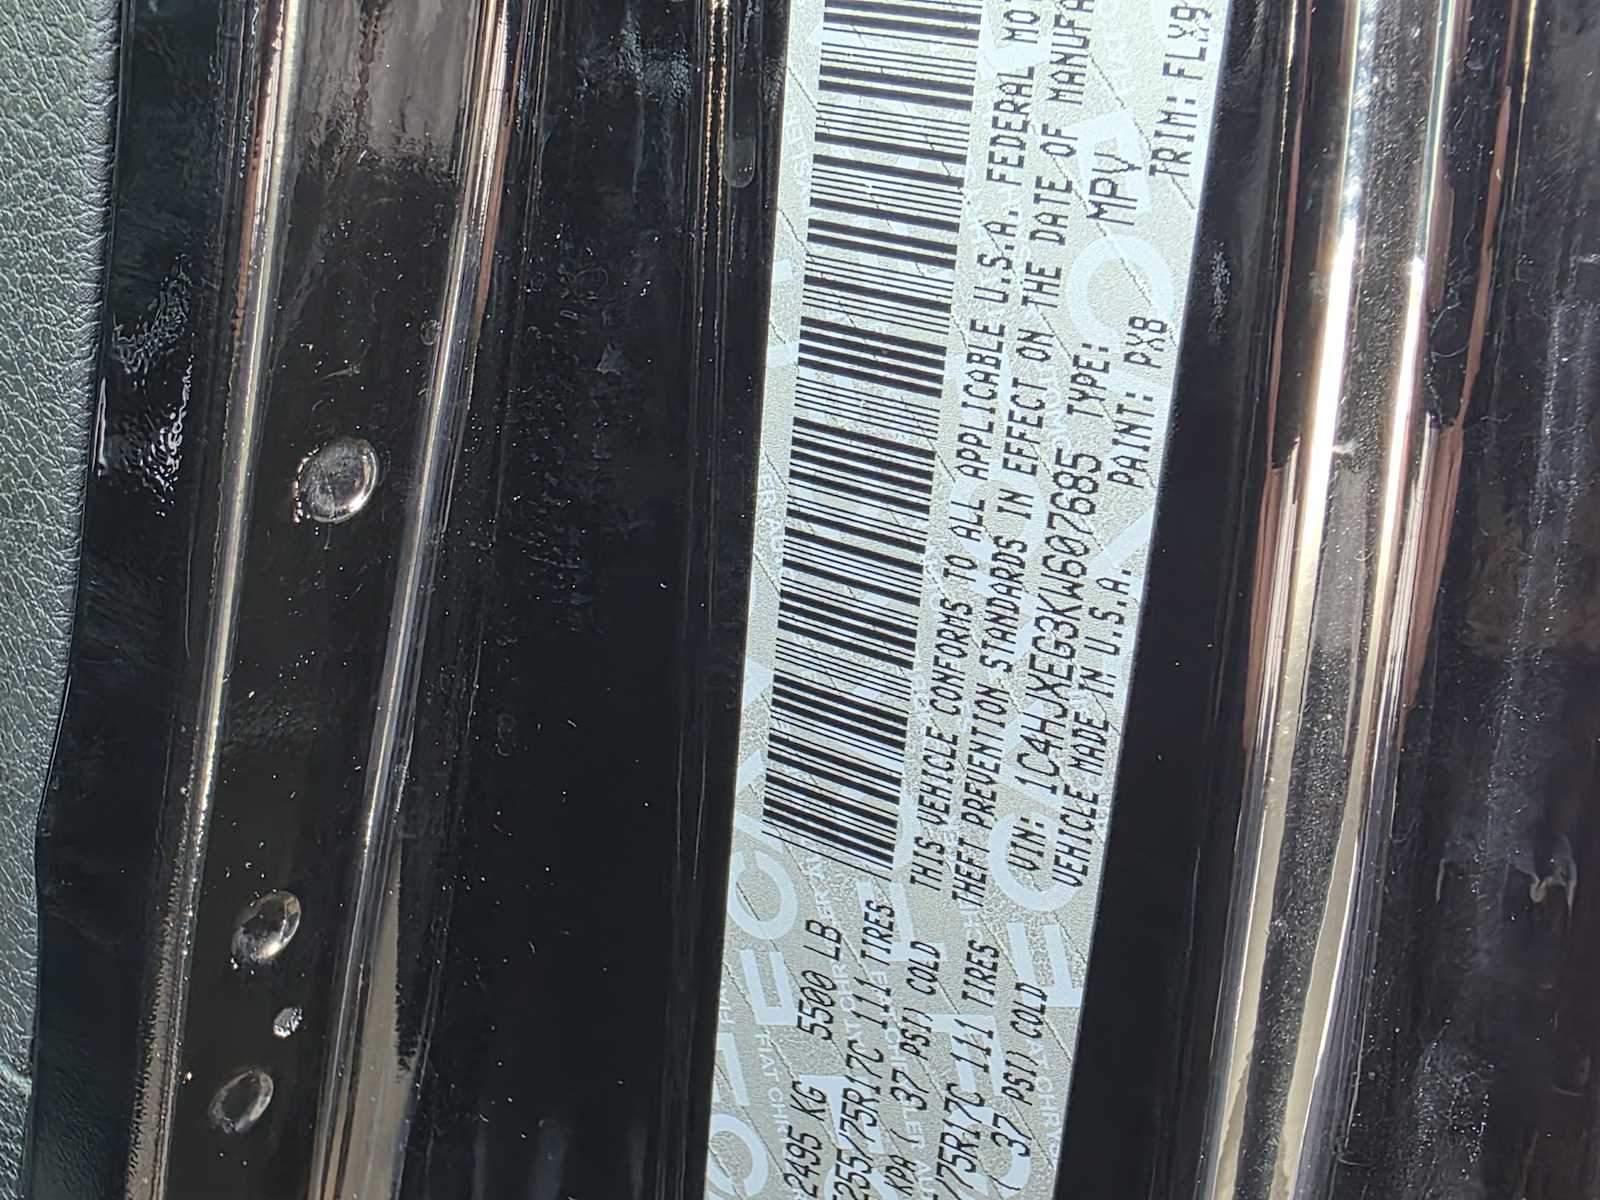 2495 KG 5500 LB
255/75R17C 111 TIRES
KPA ( 37 PSI) COLD
/75R17C 111 TIRES
( 37 PSI) COLD
THIS VEHICLE CONFORMS TO ALL APPLICABLE U.S.A. FEDERAL
THEFT PREVENTION STANDARDS IN EFFECT ON THE DATE OF
VIN: 1C4HJXEG3KW607685 TYPE: MPV
VEHICLE MADE IN U.S.A. PAINT: PX8 TRIM: FLX9